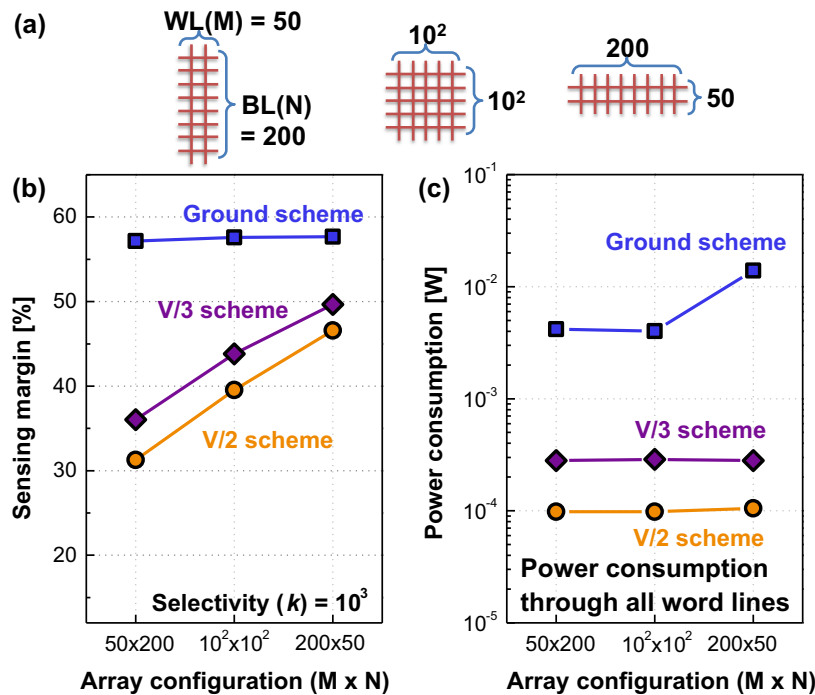 (a)
WL(M) = 50
BL(N)
= 200
10²
10²
200
50
(b)
Sensing margin [%]
60
50
40
30
20
Ground scheme
V/3 scheme
V/2 scheme
Selectivity (k) = 10³
50x200
10²x10²
200x50
Array configuration (M x N)
(c)
Power consumption [W]
10⁻¹
10⁻²
10⁻³
10⁻⁴
10⁻⁵
Ground scheme
V/3 scheme
V/2 scheme
Power consumption
through all word lines
50x200
10²x10²
200x50
Array configuration (M x N)